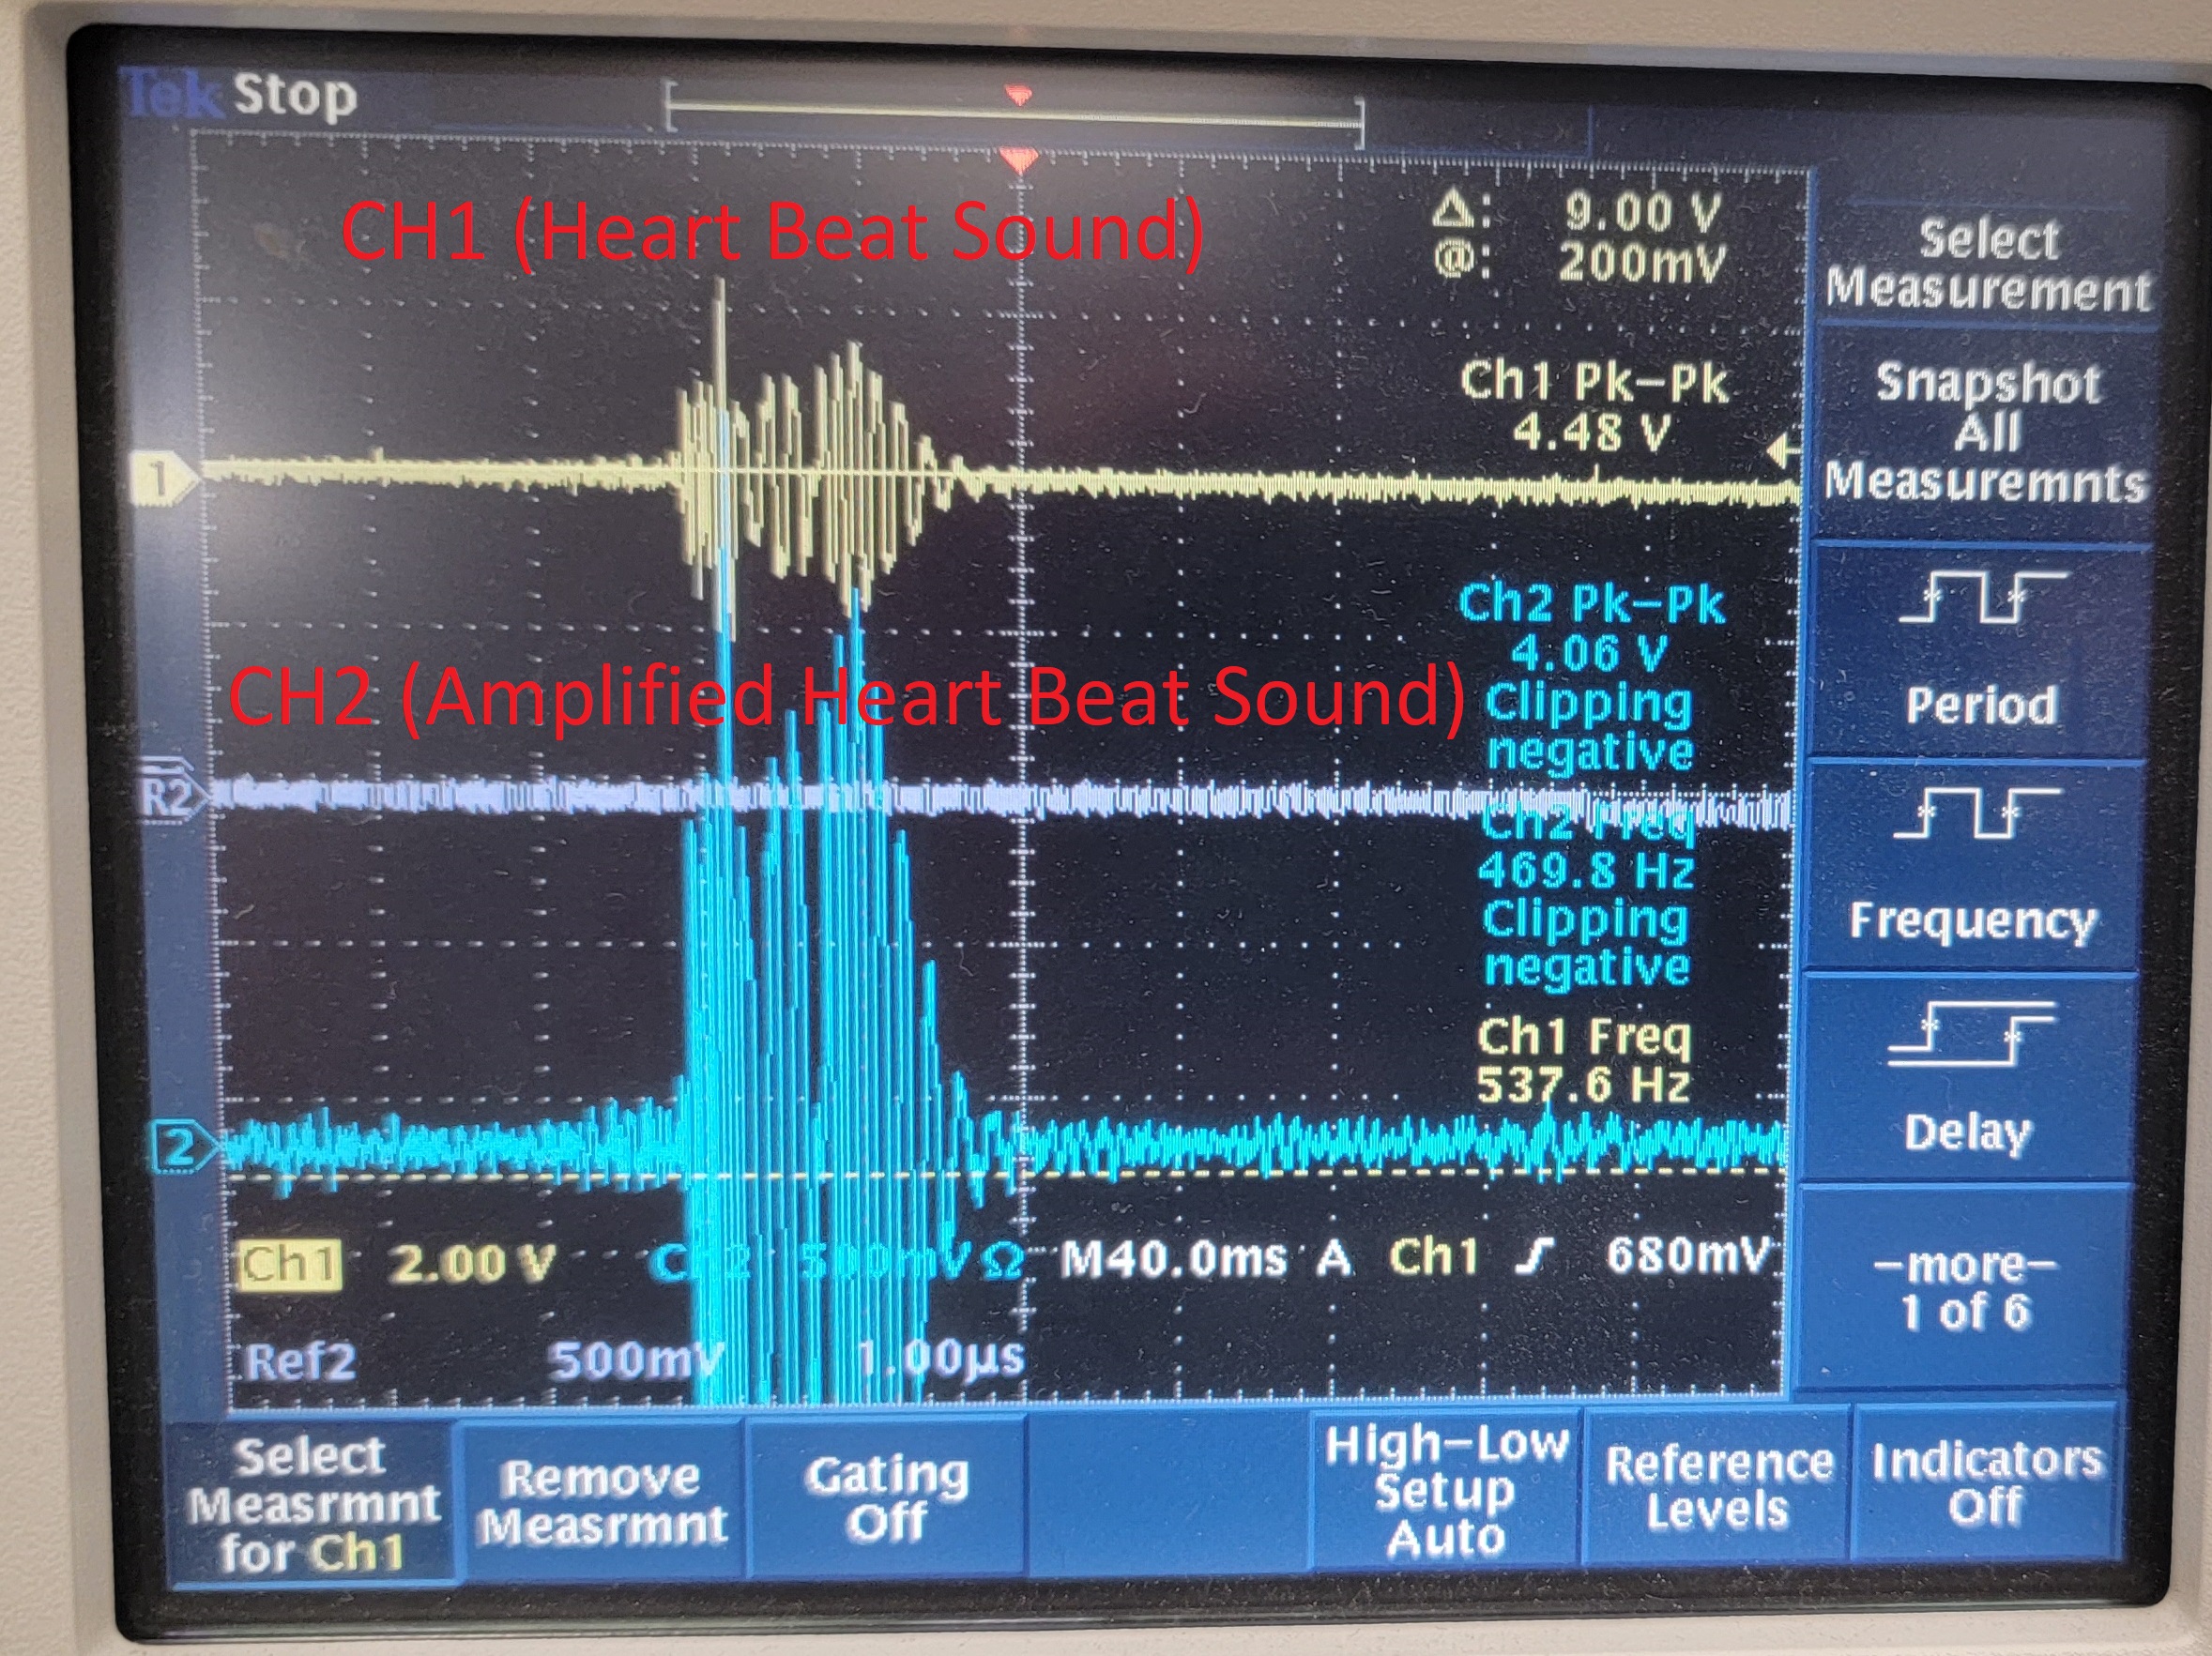 Tek Stop
CH1 (Heart Beat Sound)
Δ: 9.00 V
@: 200mV
Ch1 Pk-Pk
4.48 V
1
Ch2 Pk-Pk
4.06 V
Clipping
negative
CH2 (Amplified Heart Beat Sound)
R2
Ch2 Freq
469.8 Hz
Clipping
negative
Ch1 Freq
537.6 Hz
2
Ch1 2.00 V Ch2 500mVΩ M40.0ms A Ch1 680mV
Ref2 500mV 1.00µs
Select
Measurement
Snapshot
All
Measuremnts
Period
Frequency
Delay
-more-
1 of 6
Select
Measrmnt
for Ch1
Remove
Measrmnt
Gating
Off
High-Low
Setup
Auto
Reference
Levels
Indicators
Off